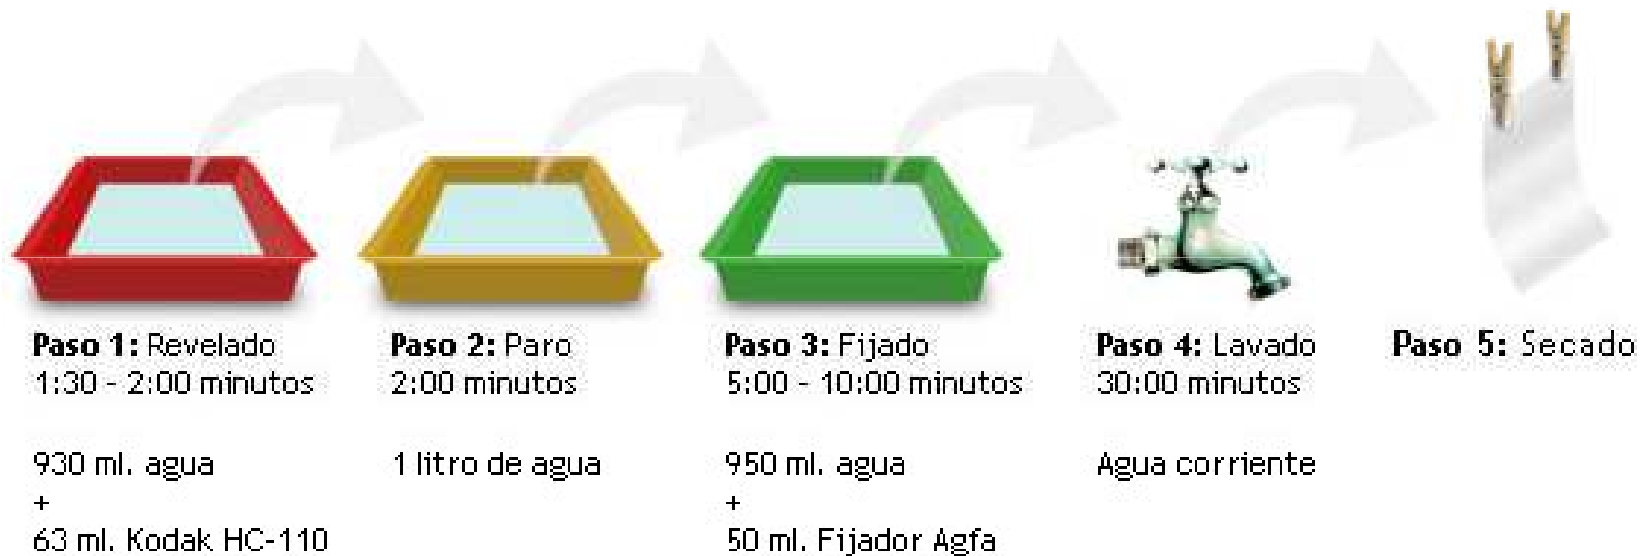 Paso 1: Revelado
1:30 - 2:00 minutos
930 ml. agua
+
63 ml. Kodak HC-110
Paso 2: Paro
2:00 minutos
1 litro de agua
Paso 3: Fijado
5:00 - 10:00 minutos
950 ml. agua
+
50 ml. Fijador Agfa
Paso 4: Lavado
30:00 minutos
Agua corriente
Paso 5: Secado